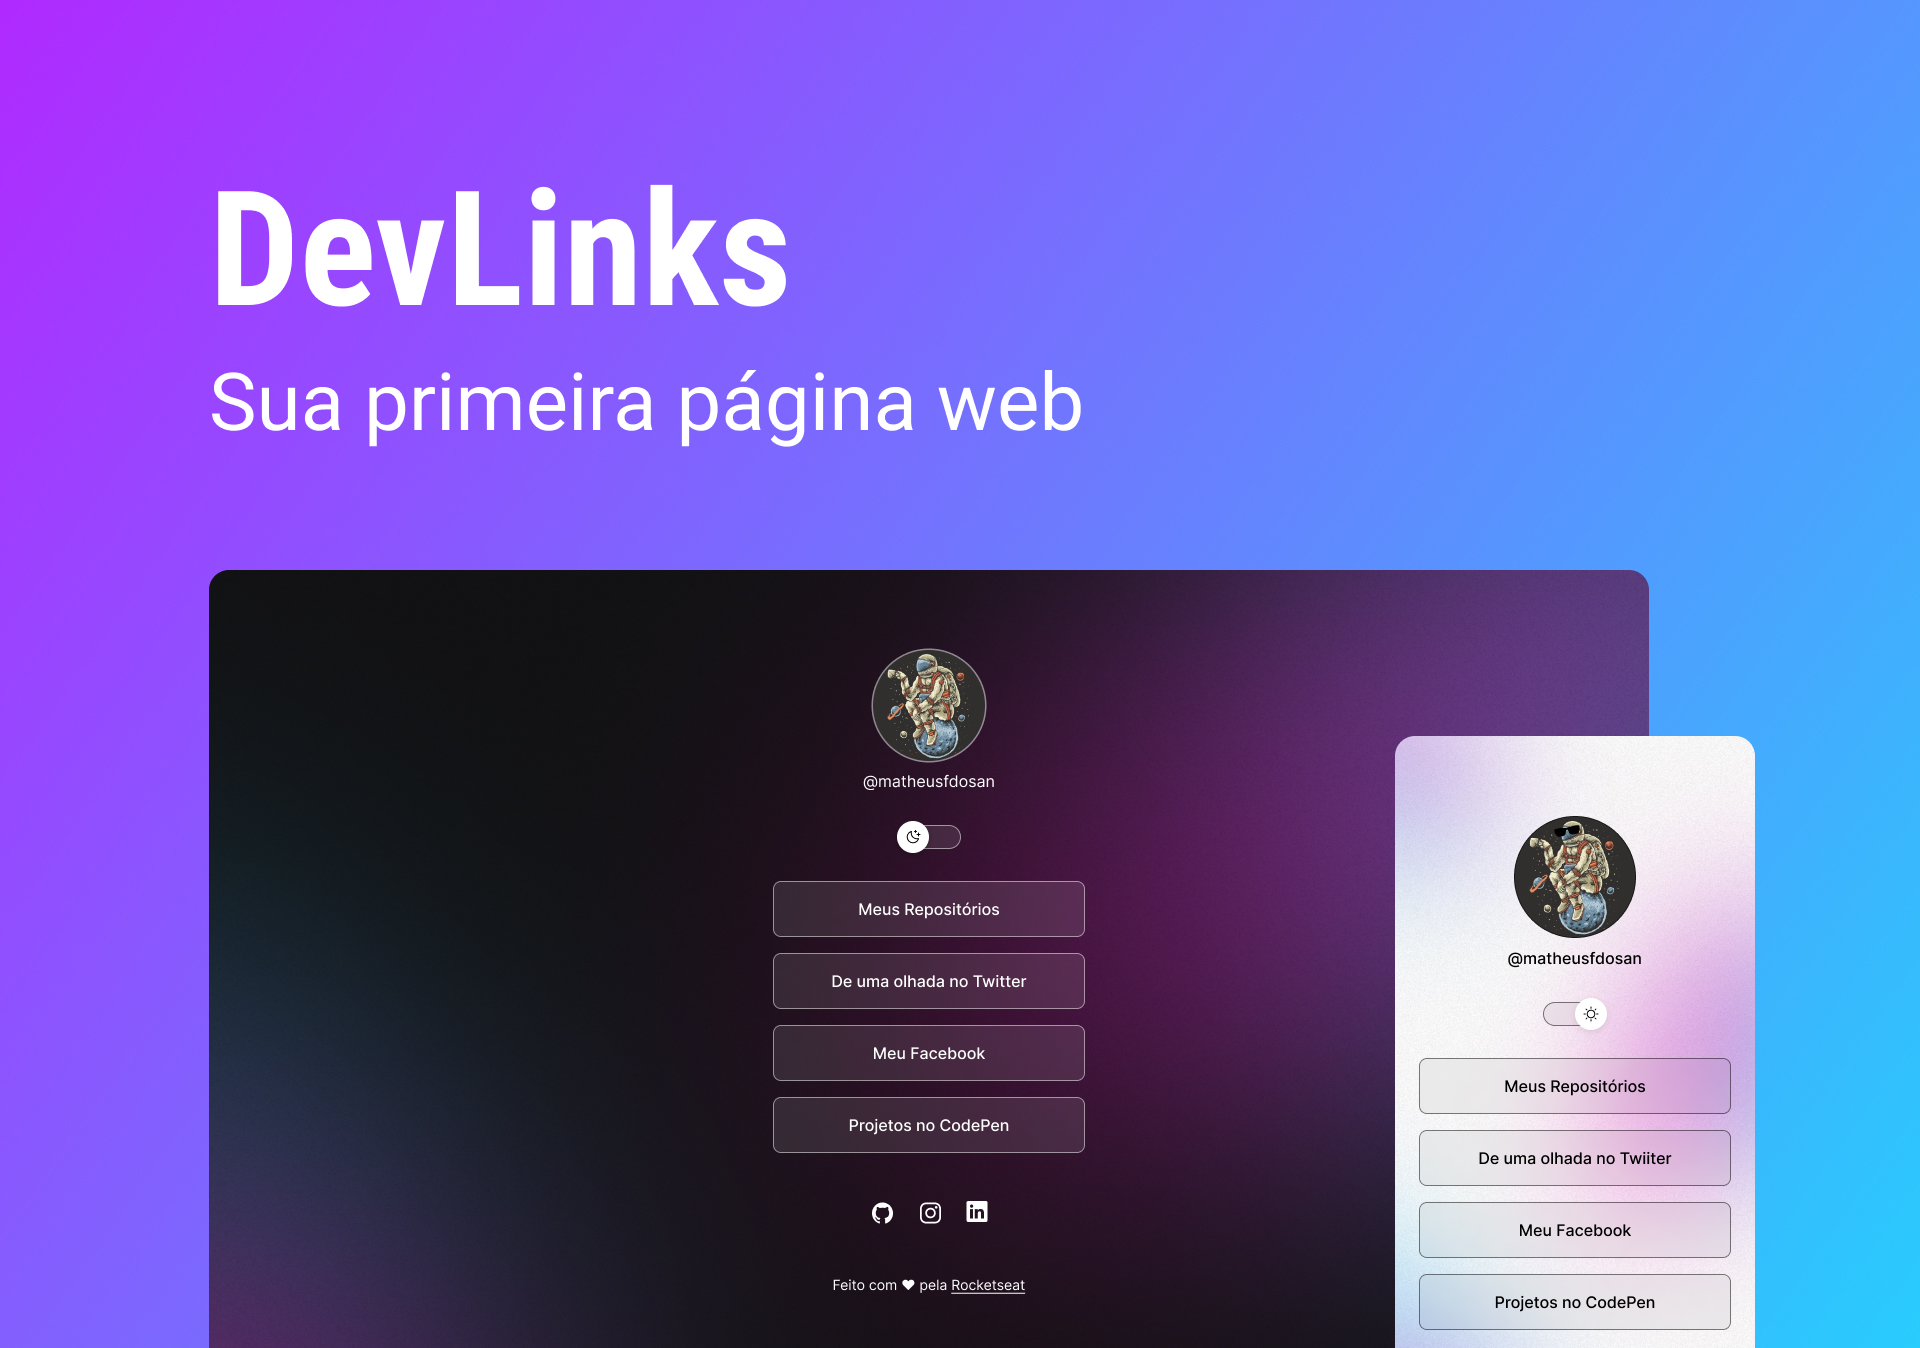 DevLinks
Sua primeira página web
@matheusfdosan
Meus Repositórios
De uma olhada no Twitter
Meu Facebook
Projetos no CodePen
Feito com ♥ pela Rocketseat
@matheusfdosan
Meus Repositórios
De uma olhada no Twiiter
Meu Facebook
Projetos no CodePen